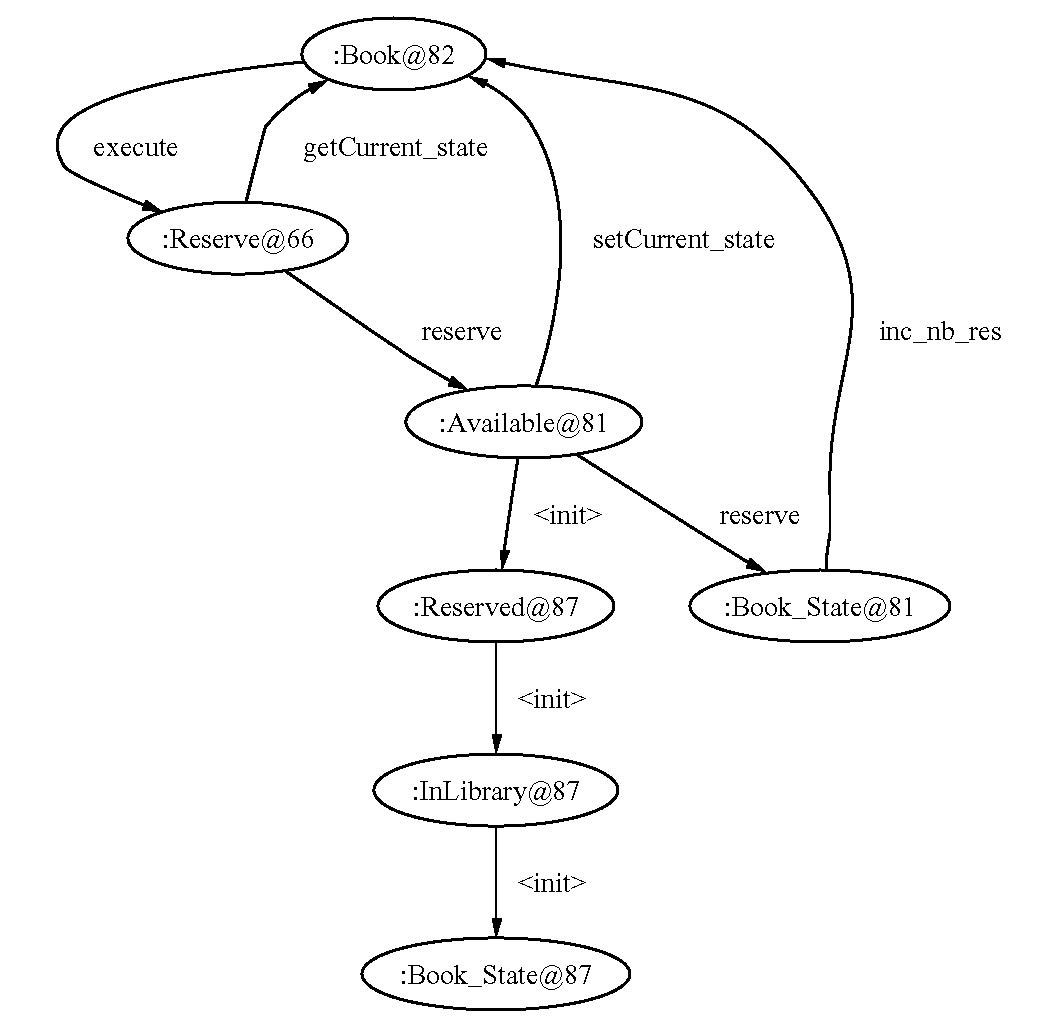 :Book@82
execute
getCurrent_state
:Reserve@66
setCurrent_state
reserve
inc_nb_res
:Available@81
<init>
reserve
:Reserved@87
:Book_State@81
<init>
:InLibrary@87
<init>
:Book_State@87